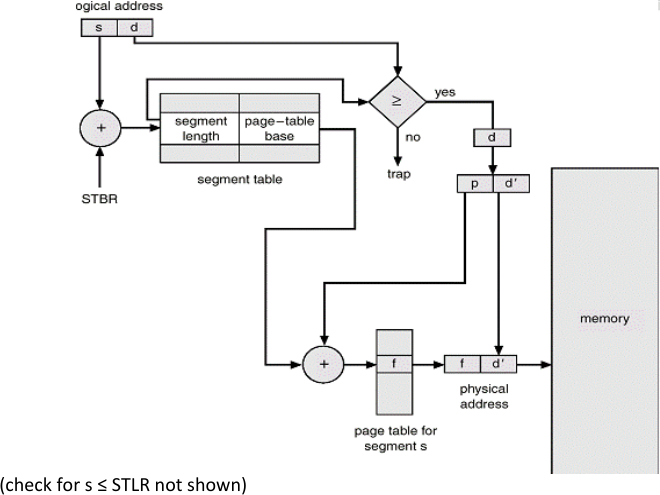 ogical address
s d
≥
yes
no
trap
+
segment length
page–table base
segment table
STBR
d
p d′
memory
+
f
f d′
physical address
page table for segment s
(check for s ≤ STLR not shown)